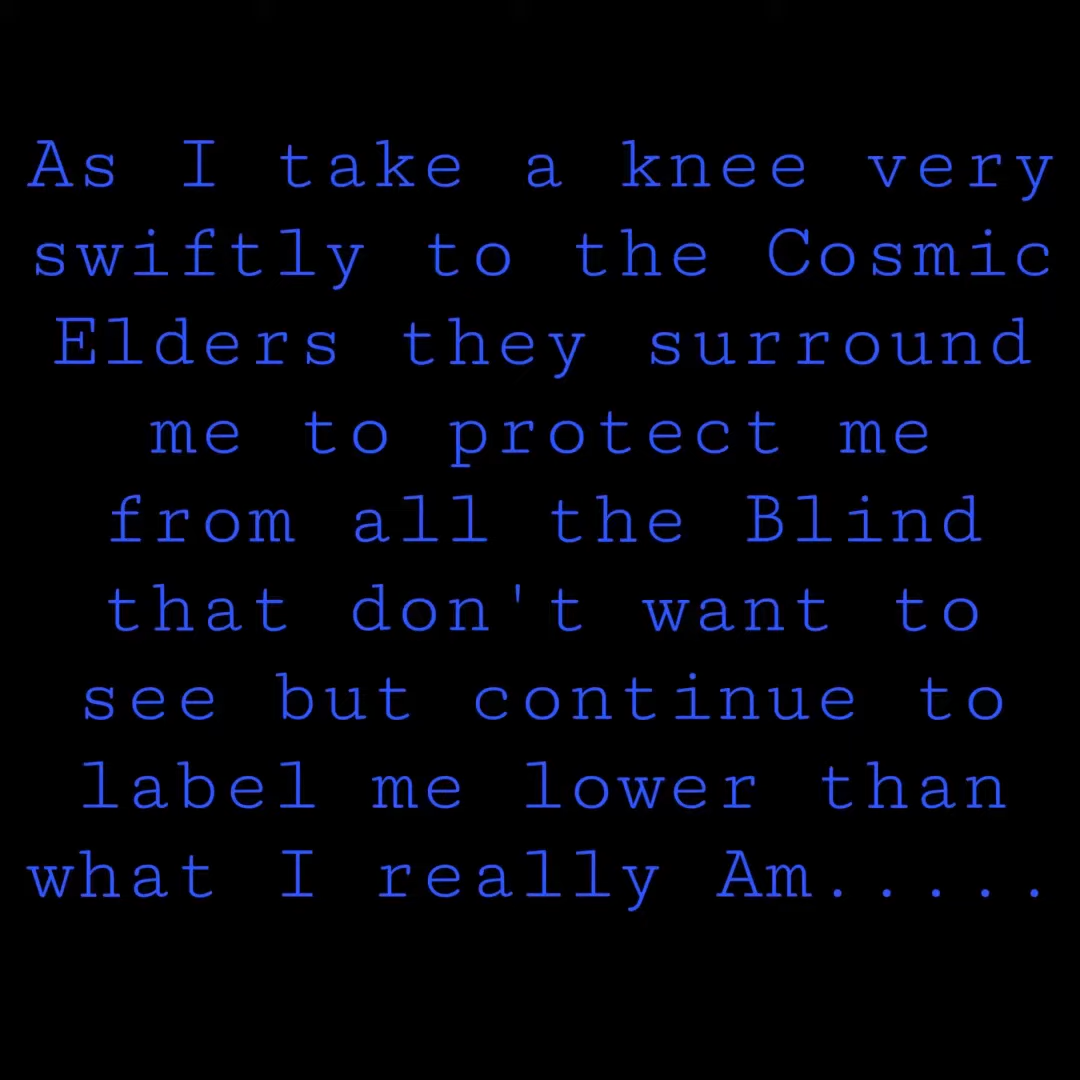 As I take a knee very
swiftly to the Cosmic
Elders they surround
me to protect me
from all the Blind
that don't want to
see but continue to
label me lower than
what I really Am.....